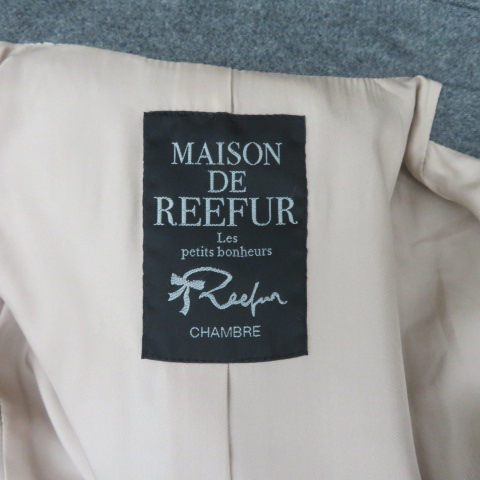 MAISON
DE
REEFUR
Les
petits bonheurs
Reefur
CHAMBRE